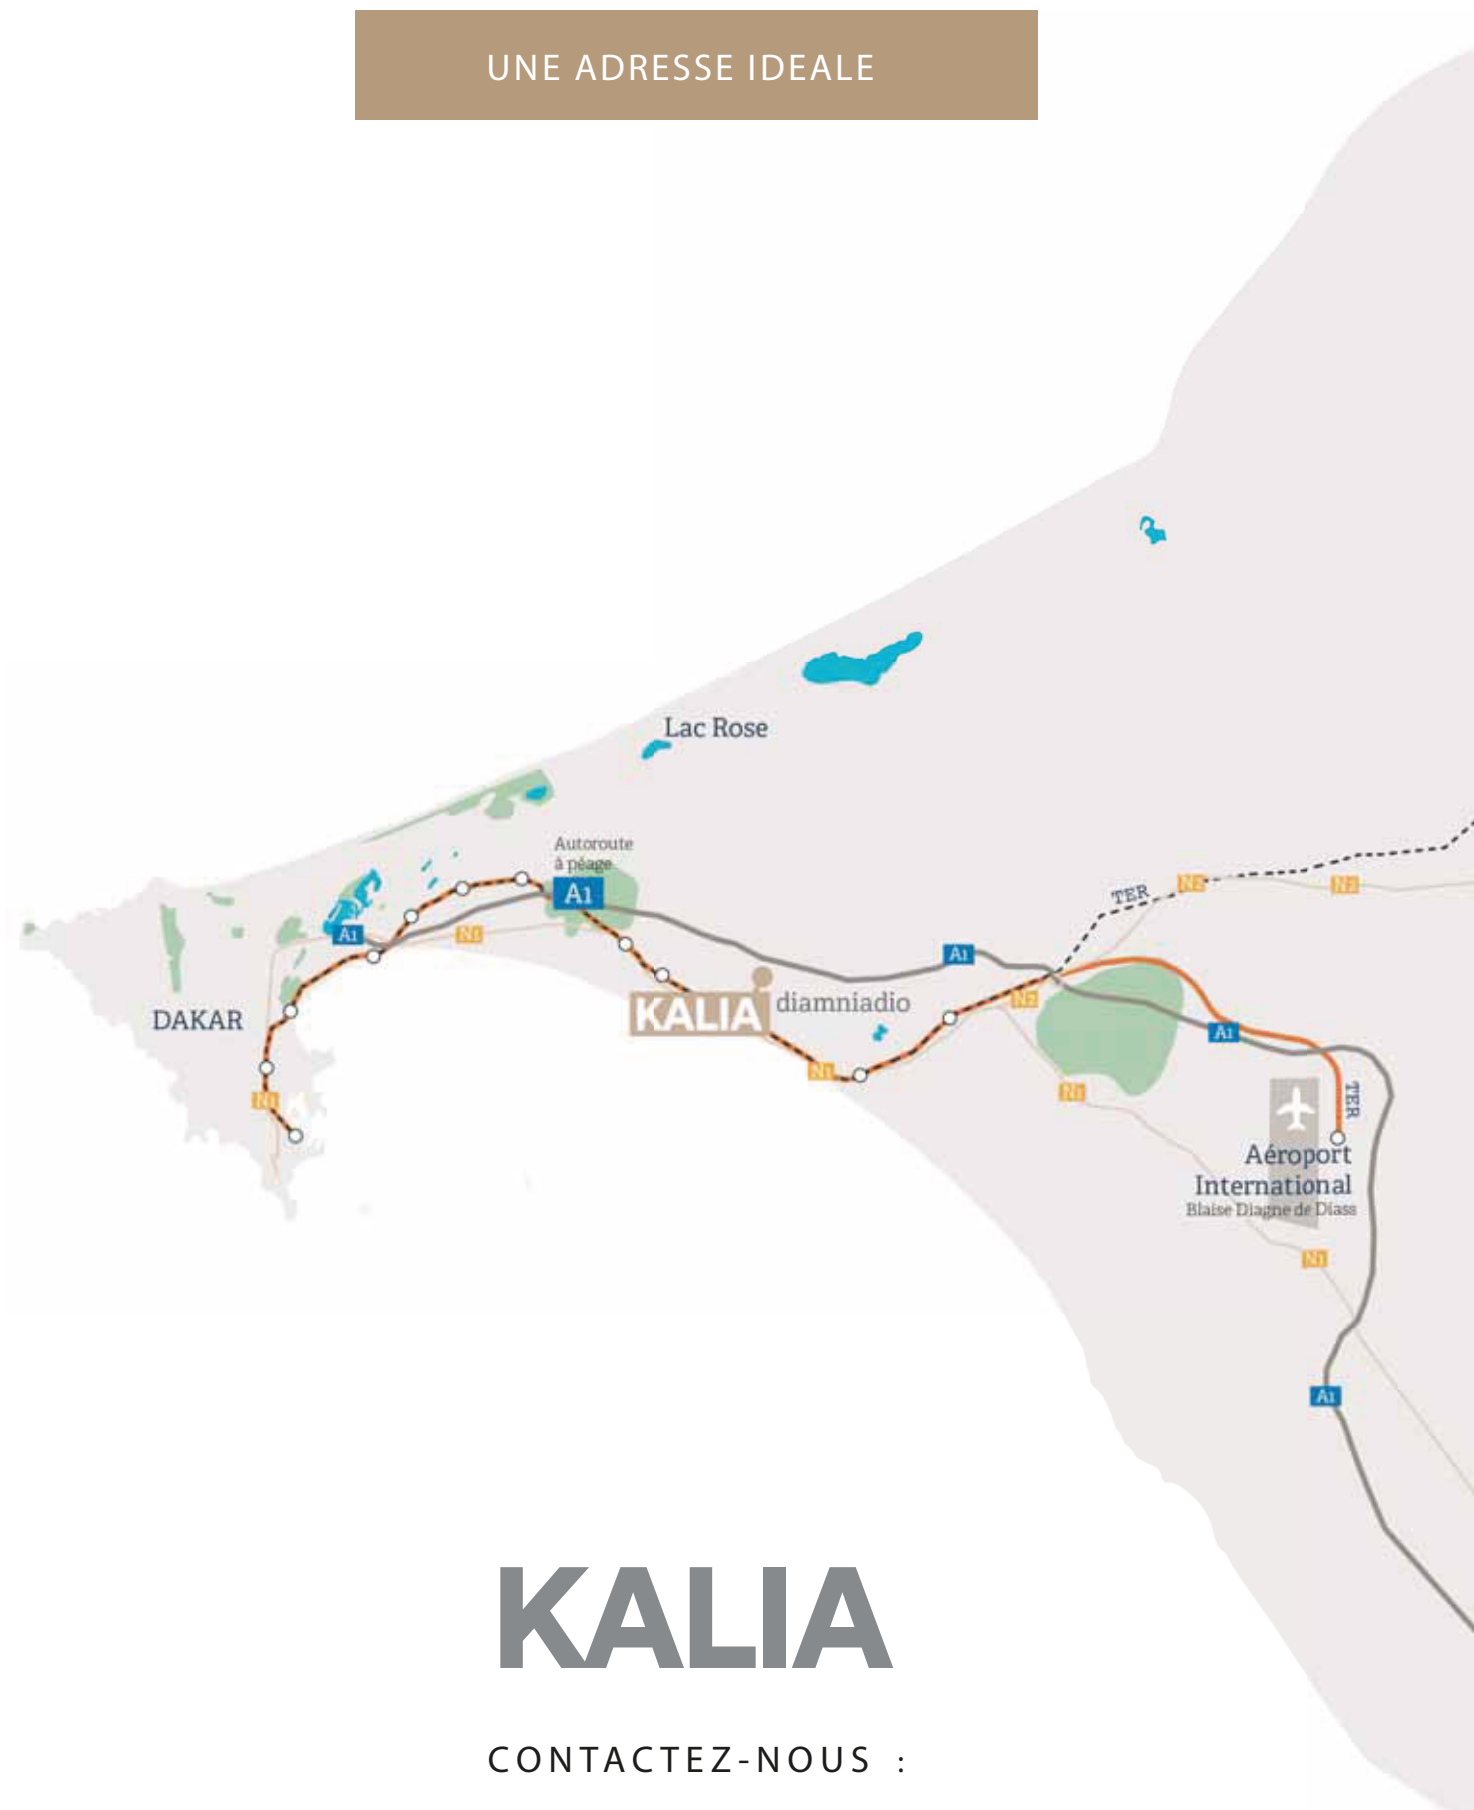 UNE ADRESSE IDEALE
Lac Rose
Autoroute
à péage
A1
TER
N2
N2
A1
N1
A1
KALIA
diamniadio
N2
DAKAR
A1
N1
N1
N1
TER
Aéroport
International
Blaise Diagne de Diass
N1
A1
KALIA
CONTACTEZ-NOUS :